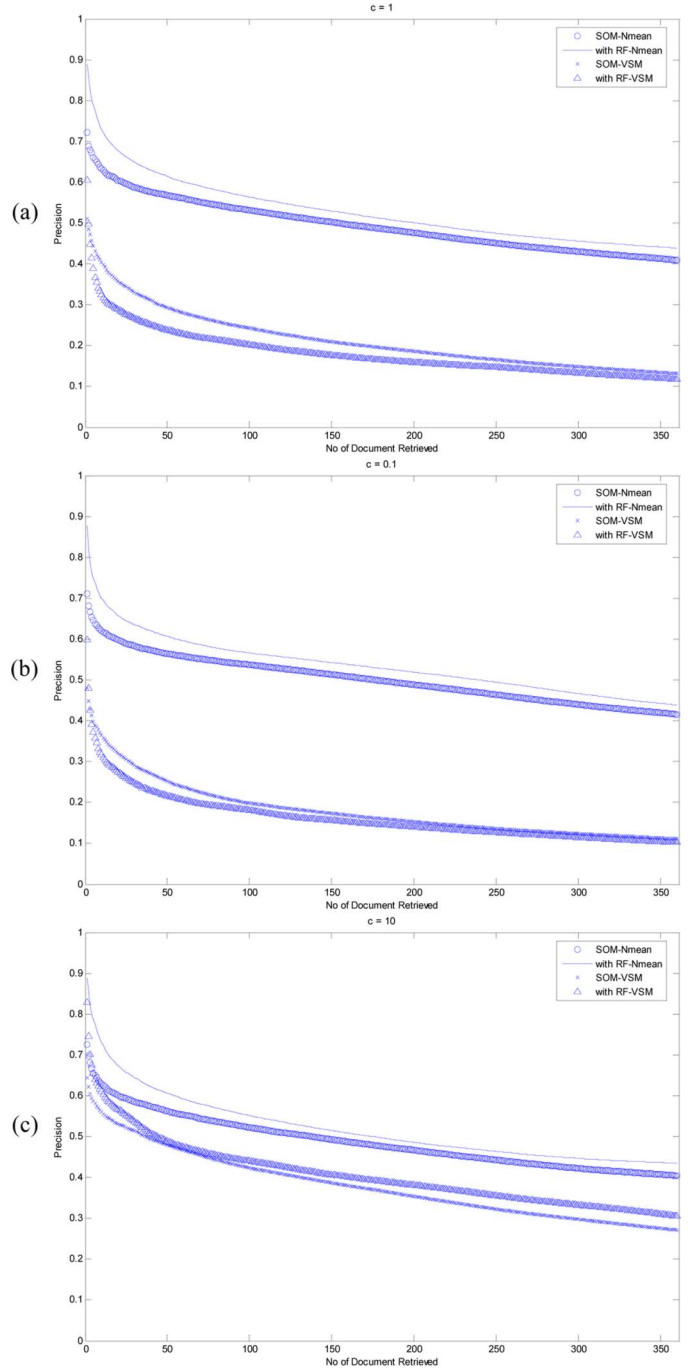 c = 1
1
0.9
0.8
0.7
0.6
0.5
0.4
0.3
0.2
0.1
0
Precision
(a)
SOM-Nmean
with RF-Nmean
SOM-VSM
with RF-VSM
0 50 100 150 200 250 300 350
No of Document Retrieved
c = 0.1
1
0.9
0.8
0.7
0.6
0.5
0.4
0.3
0.2
0.1
0
Precision
(b)
SOM-Nmean
with RF-Nmean
SOM-VSM
with RF-VSM
0 50 100 150 200 250 300 350
No of Document Retrieved
c = 10
1
0.9
0.8
0.7
0.6
0.5
0.4
0.3
0.2
0.1
0
Precision
(c)
SOM-Nmean
with RF-Nmean
SOM-VSM
with RF-VSM
0 50 100 150 200 250 300 350
No of Document Retrieved